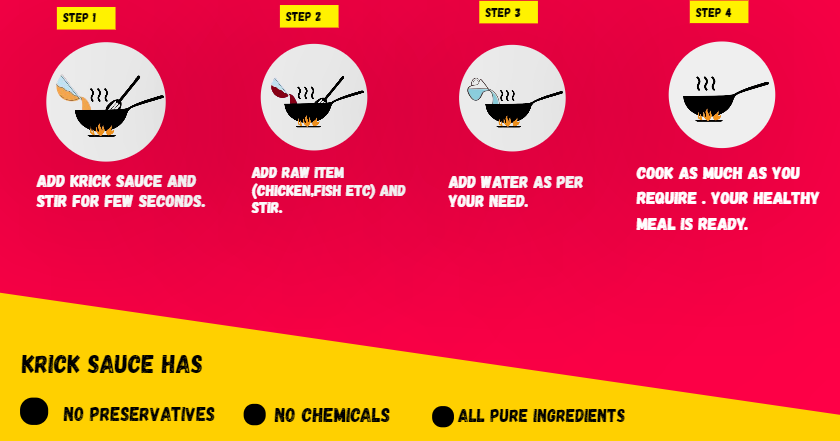 STEP 1
ADD KRICK SAUCE AND
STIR FOR FEW SECONDS.
STEP 2
ADD RAW ITEM
(CHICKEN,FISH ETC) AND
STIR.
STEP 3
ADD WATER AS PER
YOUR NEED.
STEP 4
COOK AS MUCH AS YOU
REQUIRE . YOUR HEALTHY
MEAL IS READY.
KRICK SAUCE HAS
NO PRESERVATIVES
NO CHEMICALS
ALL PURE INGREDIENTS